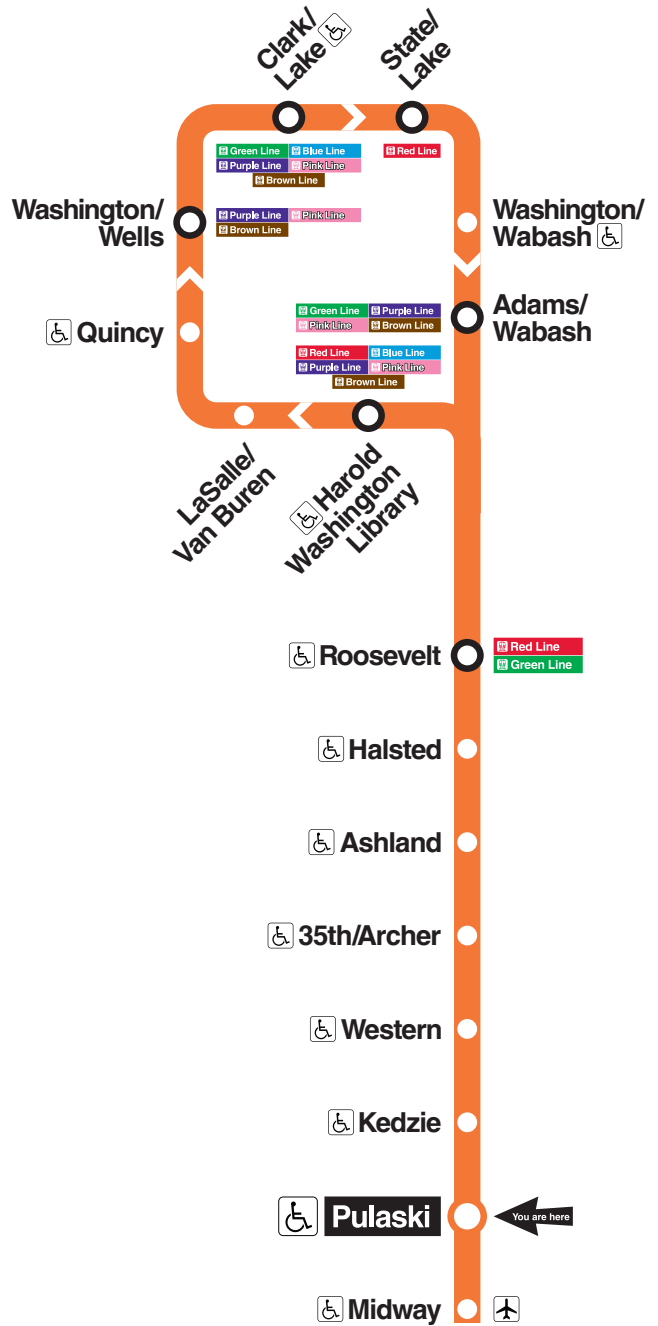 Clark/
Lake
State/
Lake
Green Line
Blue Line
Purple Line
Pink Line
Brown Line
Red Line
Washington/
Wells
Purple Line
Pink Line
Brown Line
Washington/
Wabash
Quincy
Green Line
Purple Line
Pink Line
Brown Line
Adams/
Wabash
Red Line
Blue Line
Purple Line
Pink Line
Brown Line
LaSalle/
Van Buren
Harold
Washington
Library
Roosevelt
Red Line
Green Line
Halsted
Ashland
35th/Archer
Western
Kedzie
Pulaski
You are here
Midway